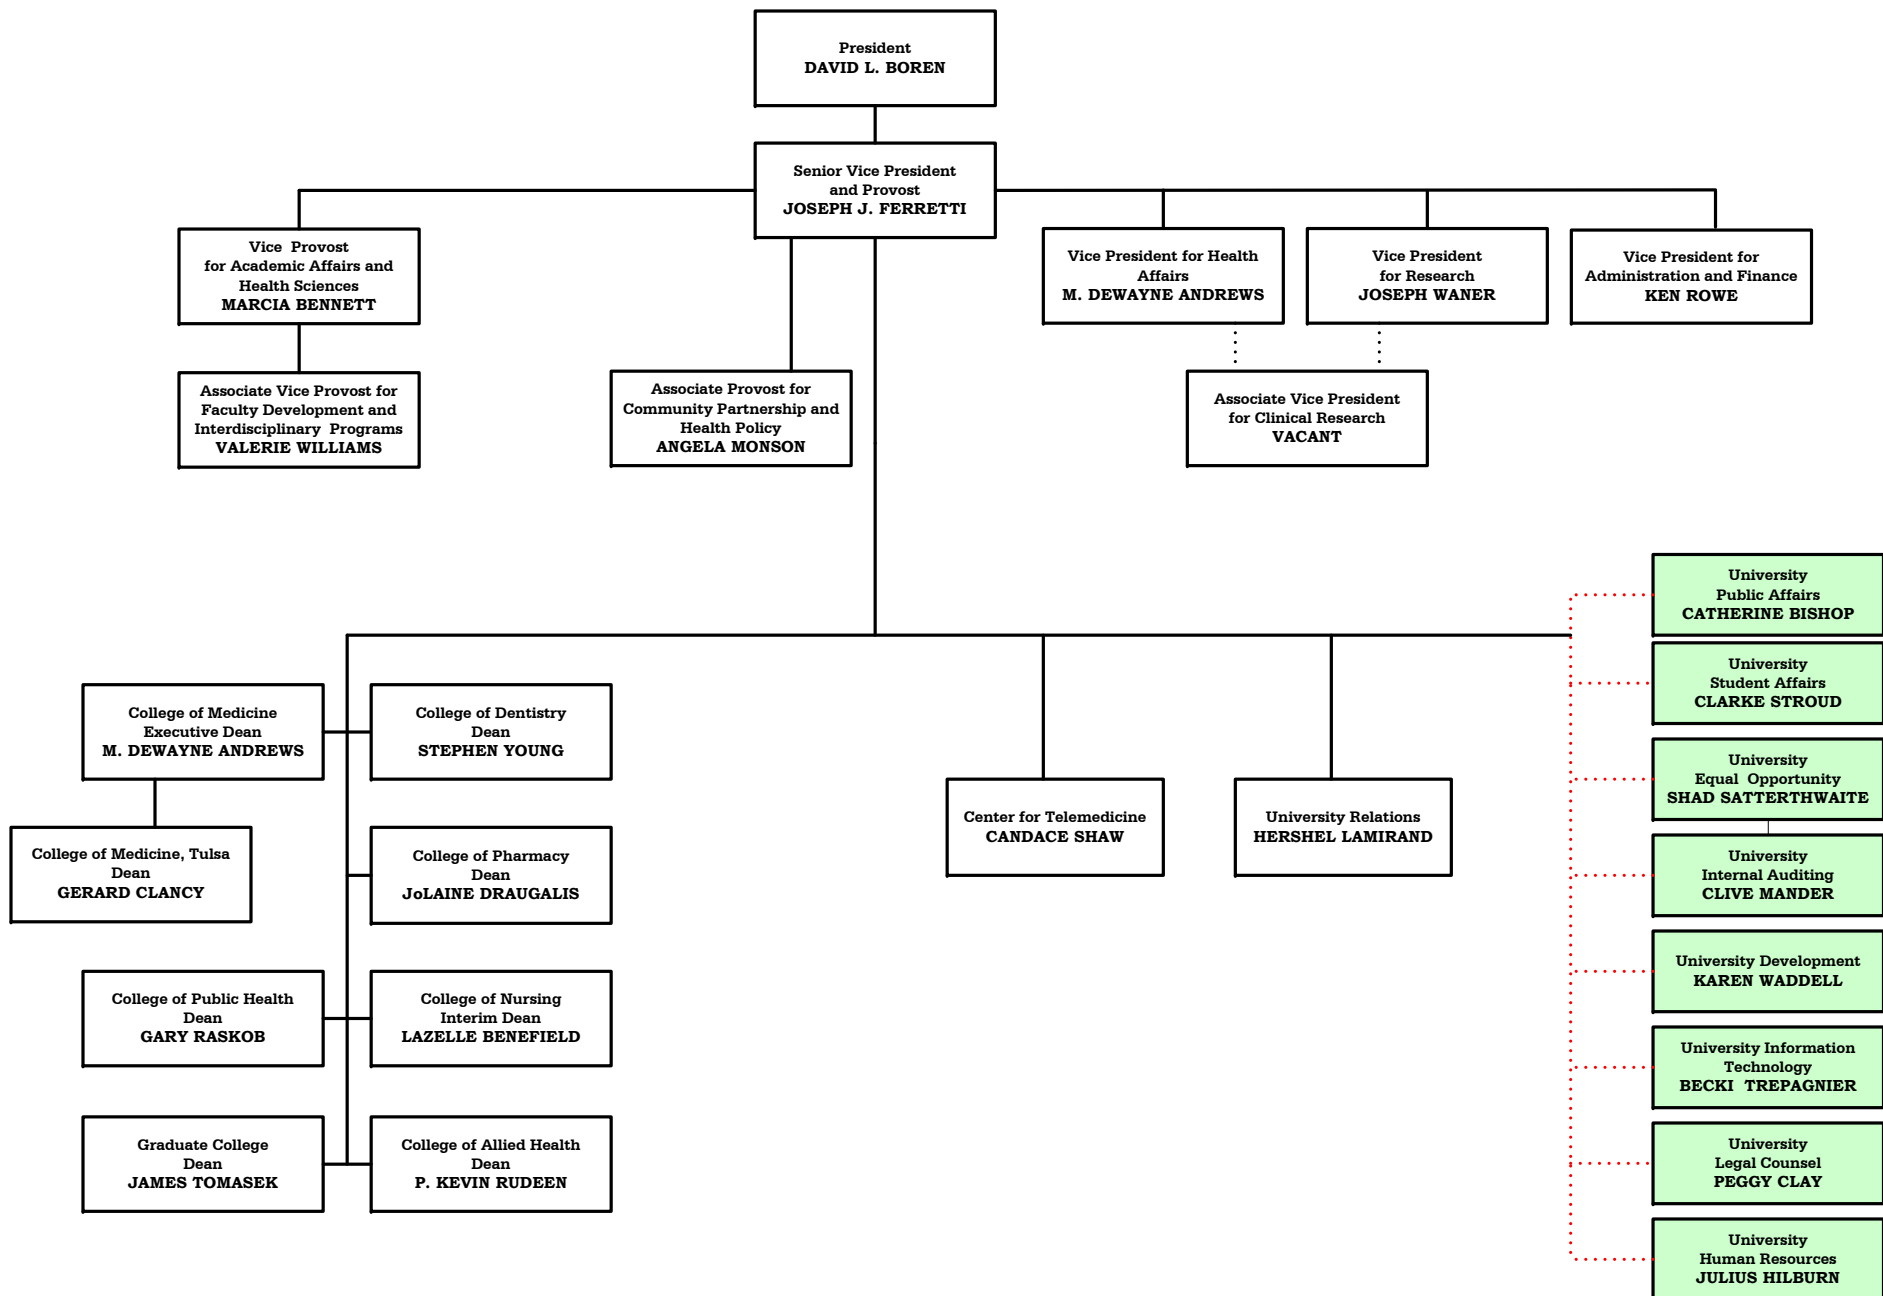 President
DAVID L. BOREN
Senior Vice President
and Provost
JOSEPH J. FERRETTI
Vice Provost
for Academic Affairs and
Health Sciences
MARCIA BENNETT
Vice President for Health
Affairs
M. DEWAYNE ANDREWS
Vice President
for Research
JOSEPH WANER
Vice President for
Administration and Finance
KEN ROWE
Associate Vice Provost for
Faculty Development and
Interdisciplinary Programs
VALERIE WILLIAMS
Associate Provost for
Community Partnership and
Health Policy
ANGELA MONSON
Associate Vice President
for Clinical Research
VACANT
College of Medicine
Executive Dean
M. DEWAYNE ANDREWS
College of Dentistry
Dean
STEPHEN YOUNG
College of Medicine, Tulsa
Dean
GERARD CLANCY
College of Pharmacy
Dean
JoLAINE DRAUGALIS
College of Public Health
Dean
GARY RASKOB
College of Nursing
Interim Dean
LAZELLE BENEFIELD
Graduate College
Dean
JAMES TOMASEK
College of Allied Health
Dean
P. KEVIN RUDEEN
Center for Telemedicine
CANDACE SHAW
University Relations
HERSHEL LAMIRAND
University
Public Affairs
CATHERINE BISHOP
University
Student Affairs
CLARKE STROUD
University
Equal Opportunity
SHAD SATTERTHWAITE
University
Internal Auditing
CLIVE MANDER
University Development
KAREN WADDELL
University Information
Technology
BECKI TREPAGNIER
University
Legal Counsel
PEGGY CLAY
University
Human Resources
JULIUS HILBURN